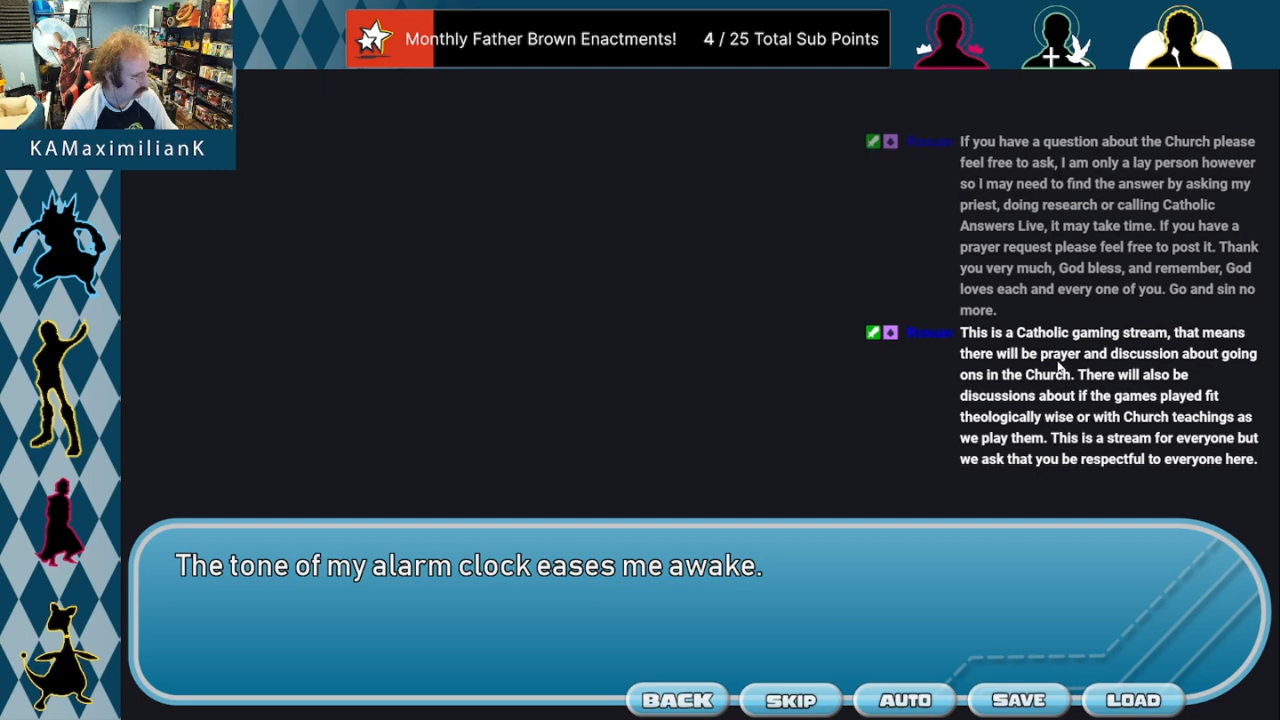 Monthly Father Brown Enactments! 4 / 25 Total Sub Points
KAMaximilianK
If you have a question about the Church please
feel free to ask, I am only a lay person however
so I may need to find the answer by asking my
priest, doing research or calling Catholic
Answers Live, it may take time. If you have a
prayer request please feel free to post it. Thank
you very much, God bless, and remember, God
loves each and every one of you. Go and sin no
more.
This is a Catholic gaming stream, that means
there will be prayer and discussion about going
ons in the Church. There will also be
discussions about if the games played fit
theologically wise or with Church teachings as
we play them. This is a stream for everyone but
we ask that you be respectful to everyone here.
The tone of my alarm clock eases me awake.
BACK SKIP AUTO SAVE LOAD